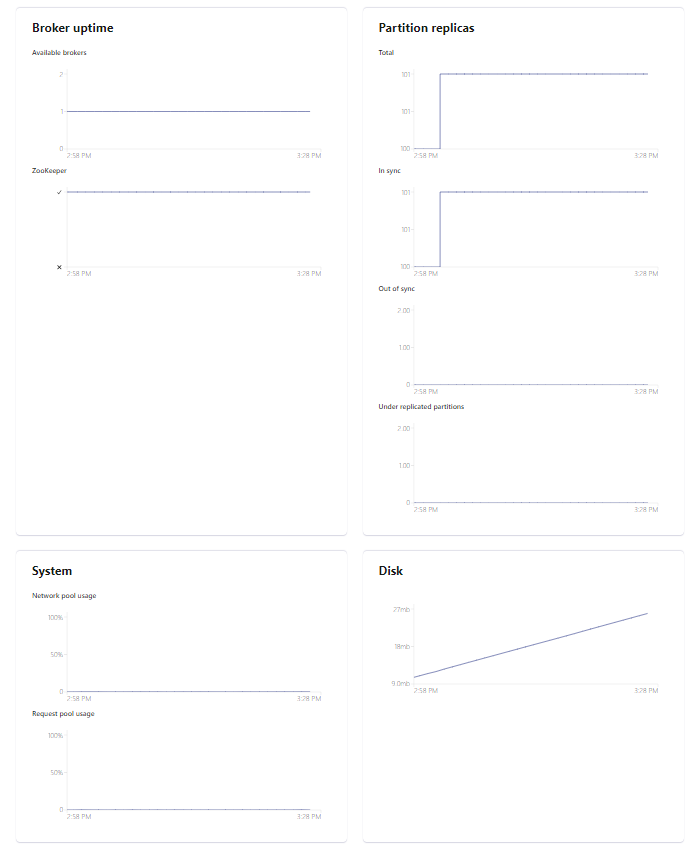 Broker uptime
Available brokers
2
1
0
2:58 PM 3:28 PM
ZooKeeper
✓
✕
2:58 PM 3:28 PM
Partition replicas
Total
101
101
100
2:58 PM 3:28 PM
In sync
101
101
100
2:58 PM 3:28 PM
Out of sync
2.00
1.00
0
2:58 PM 3:28 PM
Under replicated partitions
2.00
1.00
0
2:58 PM 3:28 PM
System
Network pool usage
100%
50%
0
2:58 PM 3:28 PM
Request pool usage
100%
50%
0
2:58 PM 3:28 PM
Disk
27mb
18mb
9.0mb
2:58 PM 3:28 PM